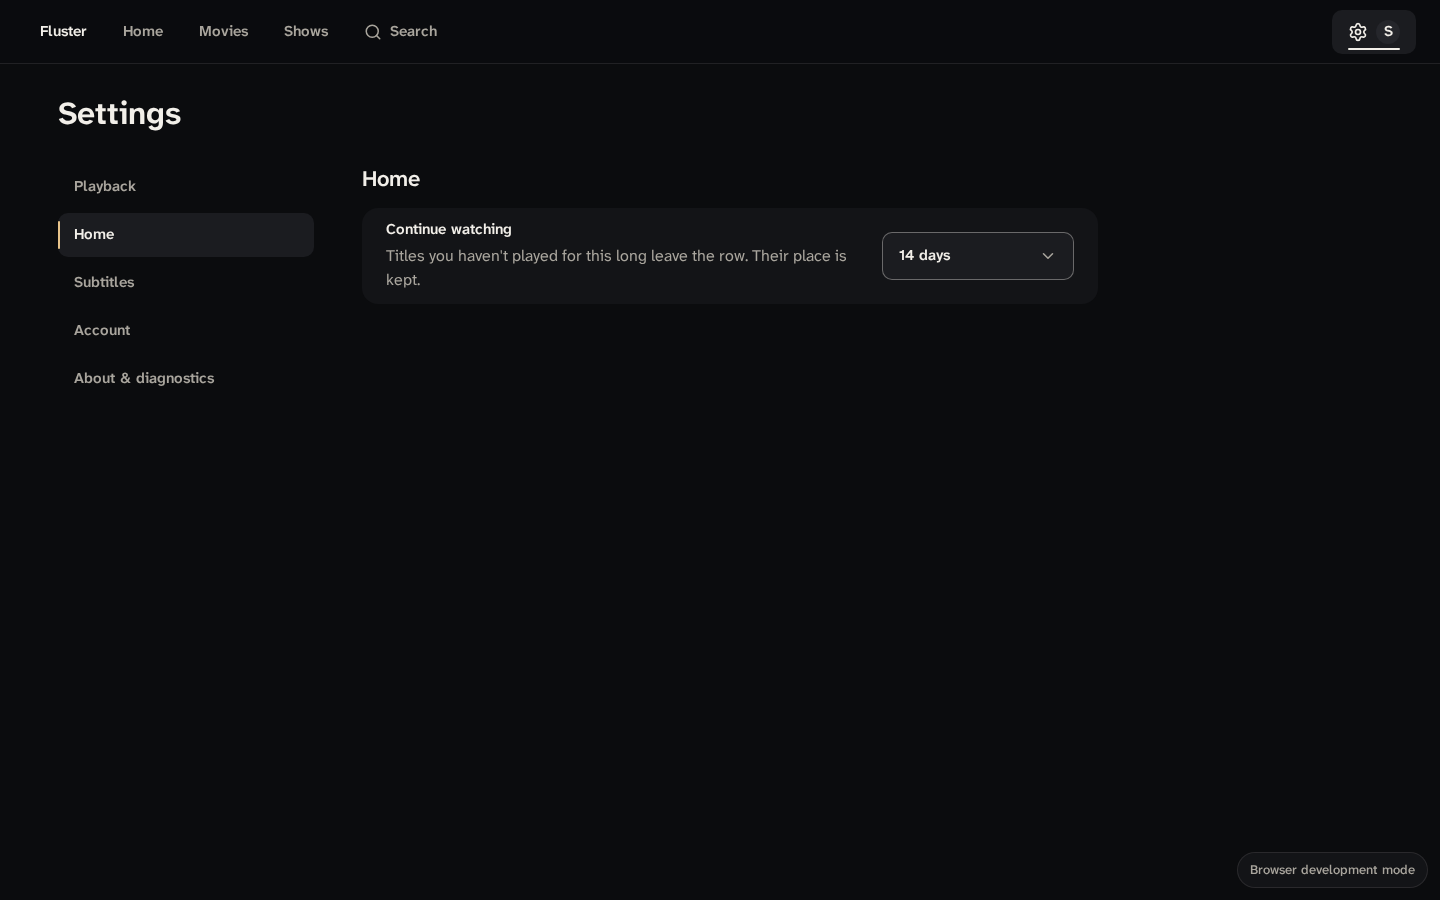 Fluster
Home
Movies
Shows
Search
S
Settings
Playback
Home
Subtitles
Account
About & diagnostics
Home
Continue watching
Titles you haven't played for this long leave the row. Their place is
kept.
14 days
Browser development mode